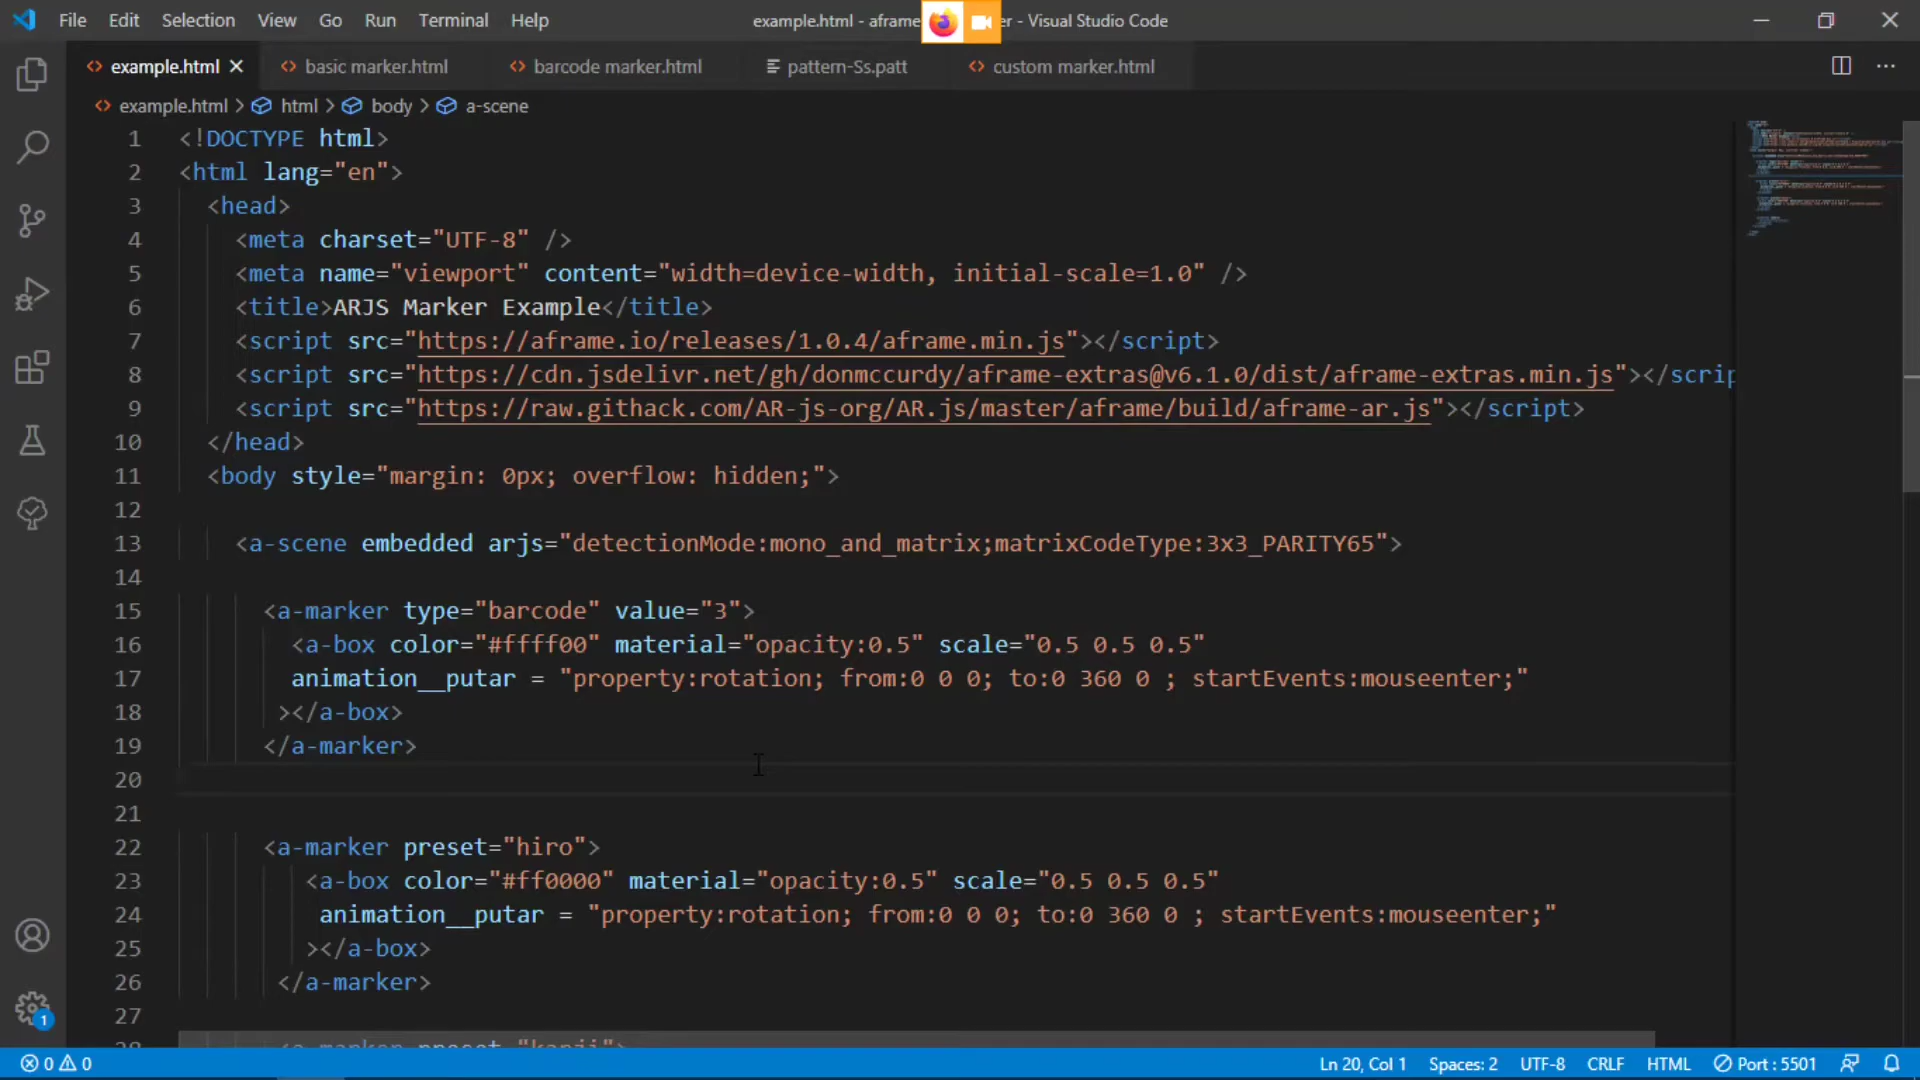 File Edit Selection View Go Run Terminal Help example.html - aframe er - Visual Studio Code
example.html basic marker.html barcode marker.html pattern-Ss.patt custom marker.html
example.html > html > body > a-scene
1 <!DOCTYPE html>
2 <html lang="en">
3 <head>
4 <meta charset="UTF-8" />
5 <meta name="viewport" content="width=device-width, initial-scale=1.0" />
6 <title>ARJS Marker Example</title>
7 <script src="https://aframe.io/releases/1.0.4/aframe.min.js"></script>
8 <script src="https://cdn.jsdelivr.net/gh/donmccurdy/aframe-extras@v6.1.0/dist/aframe-extras.min.js"></scrip
9 <script src="https://raw.githack.com/AR-js-org/AR.js/master/aframe/build/aframe-ar.js"></script>
10 </head>
11 <body style="margin: 0px; overflow: hidden;">
12
13 <a-scene embedded arjs="detectionMode:mono_and_matrix;matrixCodeType:3x3_PARITY65">
14
15 <a-marker type="barcode" value="3">
16 <a-box color="#ffff00" material="opacity:0.5" scale="0.5 0.5 0.5"
17 animation__putar = "property:rotation; from:0 0 0; to:0 360 0 ; startEvents:mouseenter;"
18 ></a-box>
19 </a-marker>
20
21
22 <a-marker preset="hiro">
23 <a-box color="#ff0000" material="opacity:0.5" scale="0.5 0.5 0.5"
24 animation__putar = "property:rotation; from:0 0 0; to:0 360 0 ; startEvents:mouseenter;"
25 ></a-box>
26 </a-marker>
27
28 <a-marker preset="kanji">
0 0 Ln 20, Col 1 Spaces: 2 UTF-8 CRLF HTML Port : 5501
1